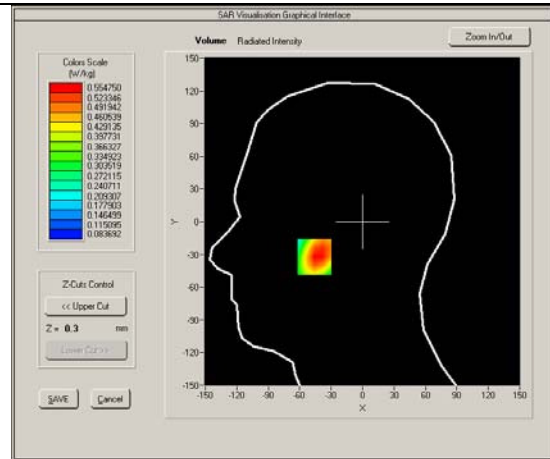 SAR Visualisation Graphical Interface
Volume Radiated Intensity
Zoom In/Out
Colors Scale
(W/kg)
0.554750
0.523346
0.491942
0.460539
0.429135
0.397731
0.366327
0.334923
0.303519
0.272115
0.240711
0.209307
0.177903
0.146499
0.115095
0.083692
Z-Cuts Control
<< Upper Cut
Z = 0.3 mm
Lower Cut >>
SAVE Cancel
150
120
90
60
30
0
-30
-60
-90
-120
-150
Y
-150 -120 -90 -60 -30 0 30 60 90 120 150
X